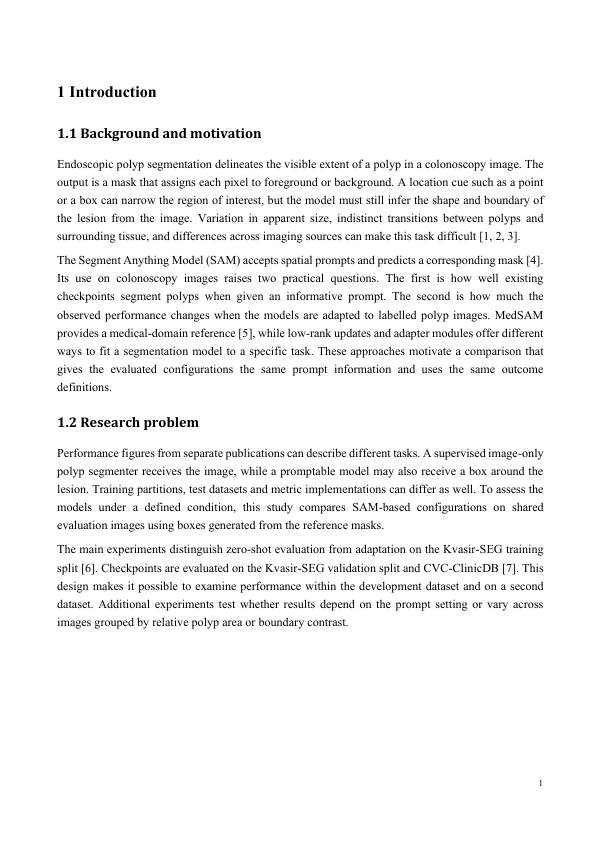 1 Introduction
1.1 Background and motivation
Endoscopic polyp segmentation delineates the visible extent of a polyp in a colonoscopy image. The
output is a mask that assigns each pixel to foreground or background. A location cue such as a point
or a box can narrow the region of interest, but the model must still infer the shape and boundary of
the lesion from the image. Variation in apparent size, indistinct transitions between polyps and
surrounding tissue, and differences across imaging sources can make this task difficult [1, 2, 3].
The Segment Anything Model (SAM) accepts spatial prompts and predicts a corresponding mask [4].
Its use on colonoscopy images raises two practical questions. The first is how well existing
checkpoints segment polyps when given an informative prompt. The second is how much the
observed performance changes when the models are adapted to labelled polyp images. MedSAM
provides a medical-domain reference [5], while low-rank updates and adapter modules offer different
ways to fit a segmentation model to a specific task. These approaches motivate a comparison that
gives the evaluated configurations the same prompt information and uses the same outcome
definitions.
1.2 Research problem
Performance figures from separate publications can describe different tasks. A supervised image-only
polyp segmenter receives the image, while a promptable model may also receive a box around the
lesion. Training partitions, test datasets and metric implementations can differ as well. To assess the
models under a defined condition, this study compares SAM-based configurations on shared
evaluation images using boxes generated from the reference masks.
The main experiments distinguish zero-shot evaluation from adaptation on the Kvasir-SEG training
split [6]. Checkpoints are evaluated on the Kvasir-SEG validation split and CVC-ClinicDB [7]. This
design makes it possible to examine performance within the development dataset and on a second
dataset. Additional experiments test whether results depend on the prompt setting or vary across
images grouped by relative polyp area or boundary contrast.
1